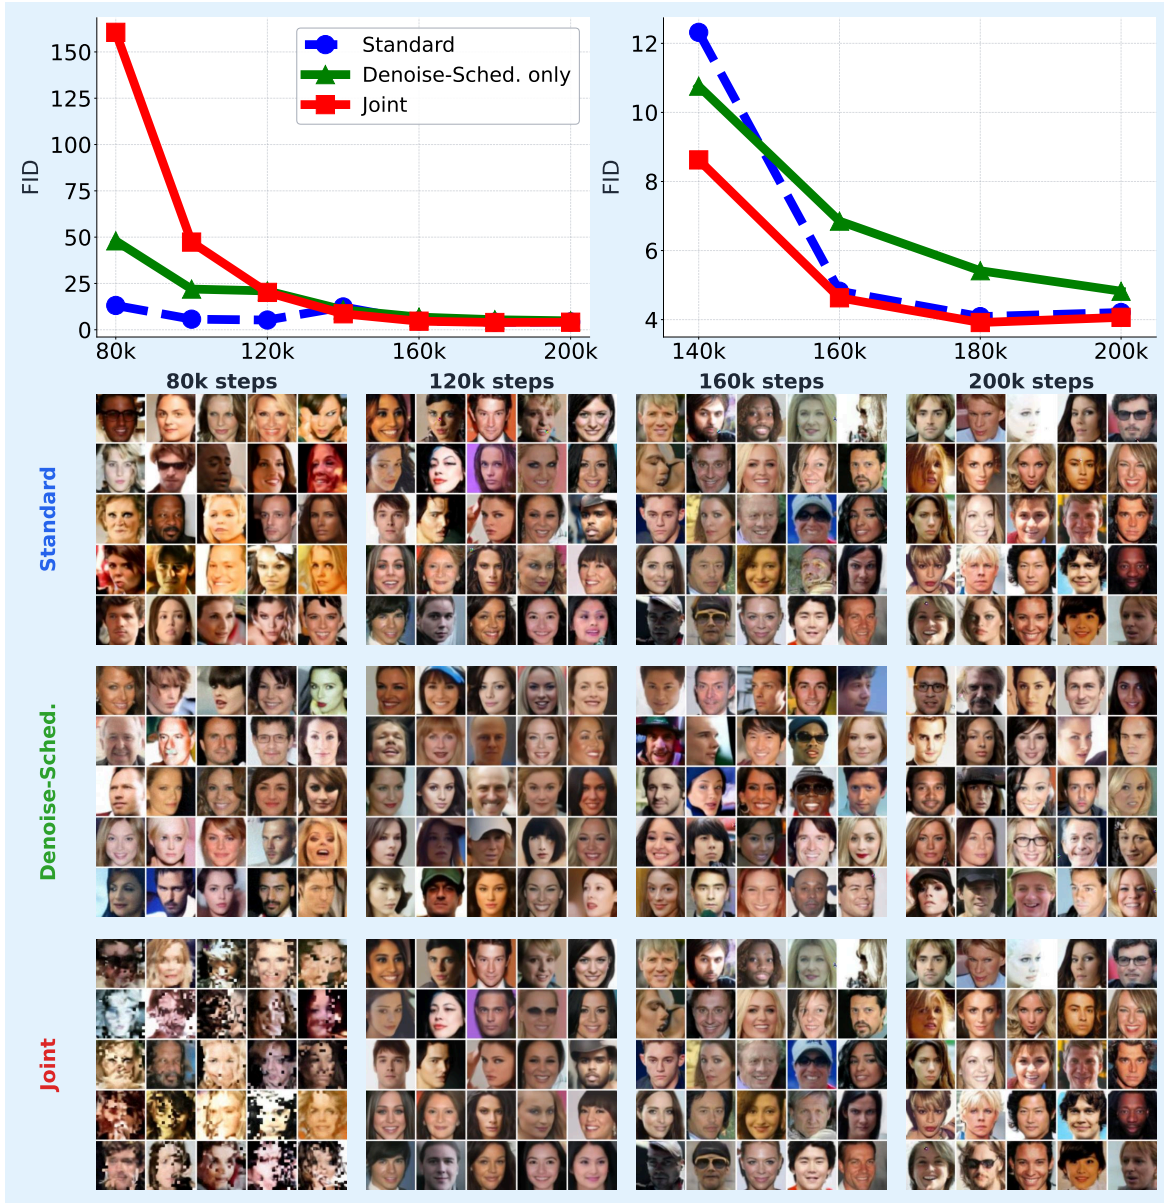 150
125
100
75
50
25
0
FID
80k
120k
160k
200k
Standard
Denoise-Sched. only
Joint
12
10
8
6
4
FID
140k
160k
180k
200k
80k steps
120k steps
160k steps
200k steps
Standard
Denoise-Sched.
Joint